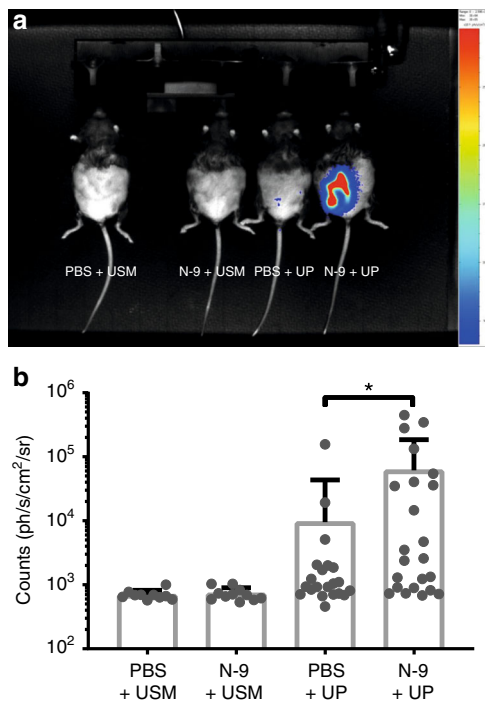 a
PBS + USM
N-9 + USM
PBS + UP
N-9 + UP
b
*
Counts (ph/s/cm²/sr)
10⁶
10⁵
10⁴
10³
10²
PBS + USM
N-9 + USM
PBS + UP
N-9 + UP